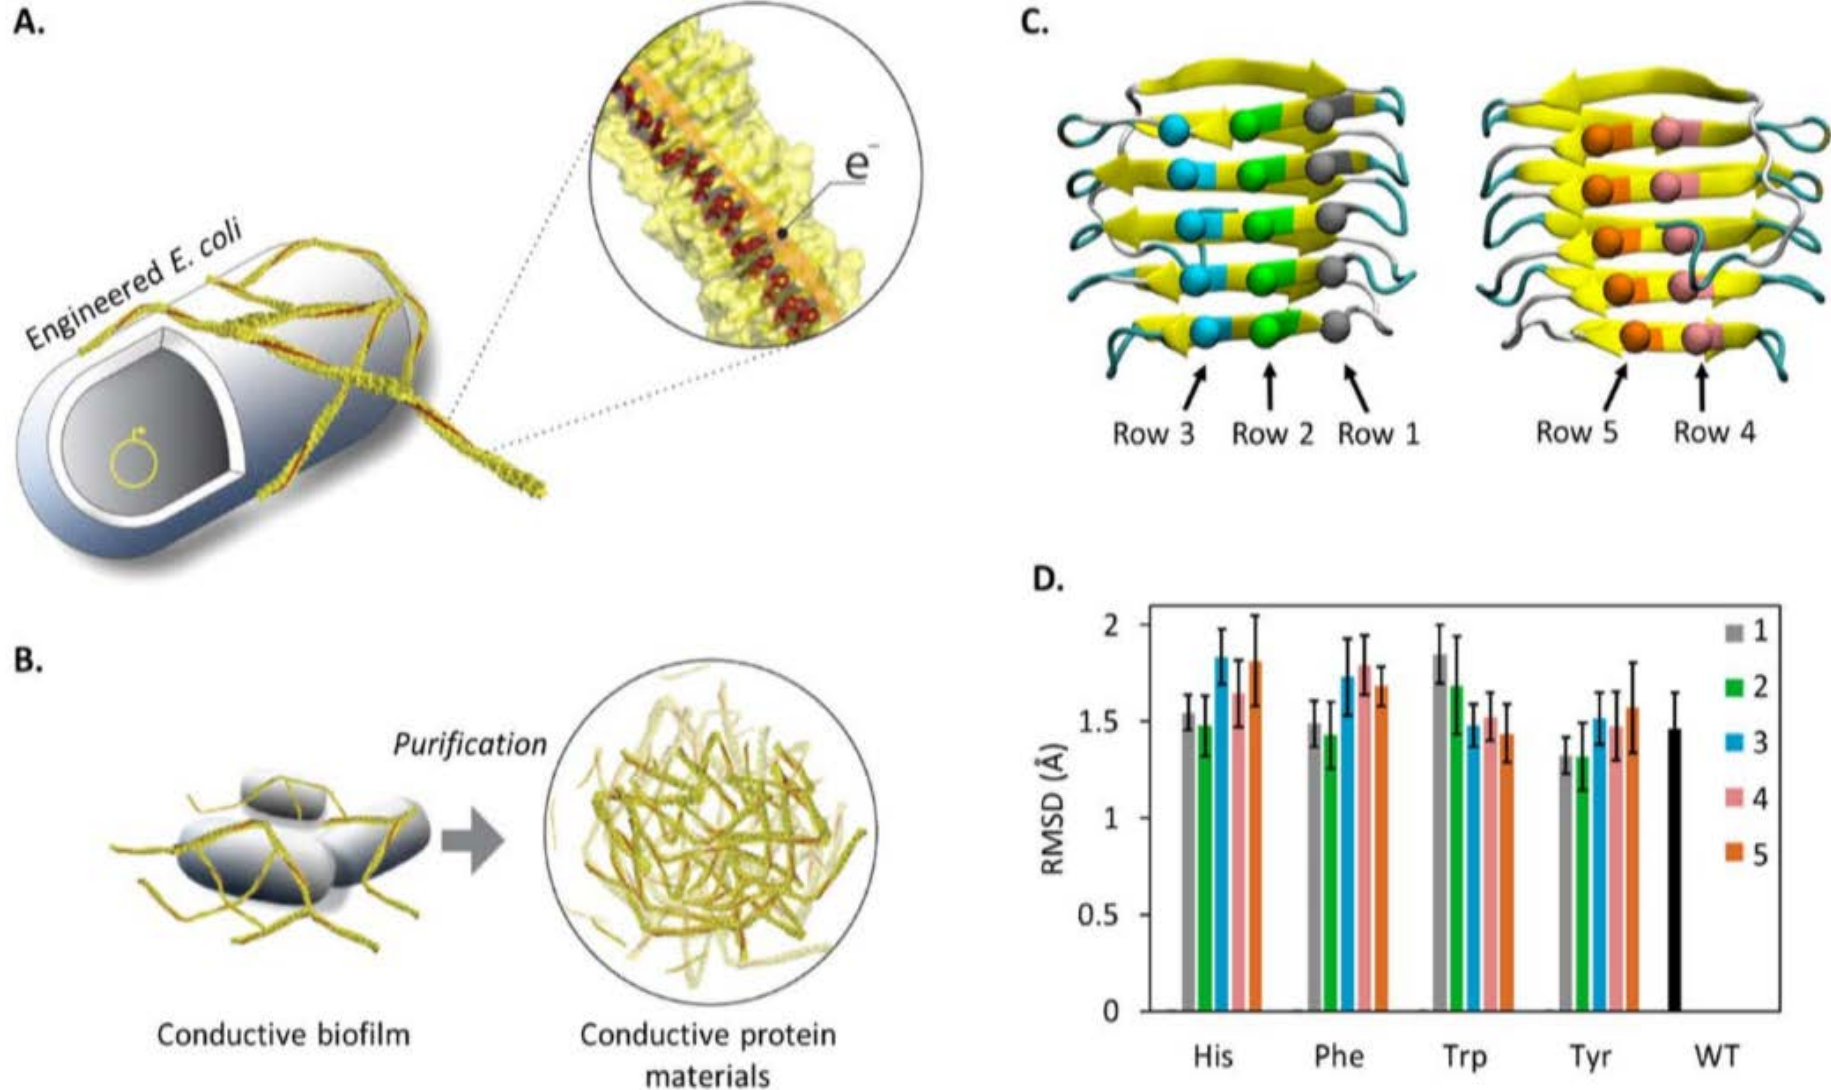 A.
Engineered E. coli
e⁻
B.
Purification
Conductive biofilm
Conductive protein
materials
C.
Row 3
Row 2
Row 1
Row 5
Row 4
D.
RMSD (Å)
2
1.5
1
0.5
0
1
2
3
4
5
His
Phe
Trp
Tyr
WT